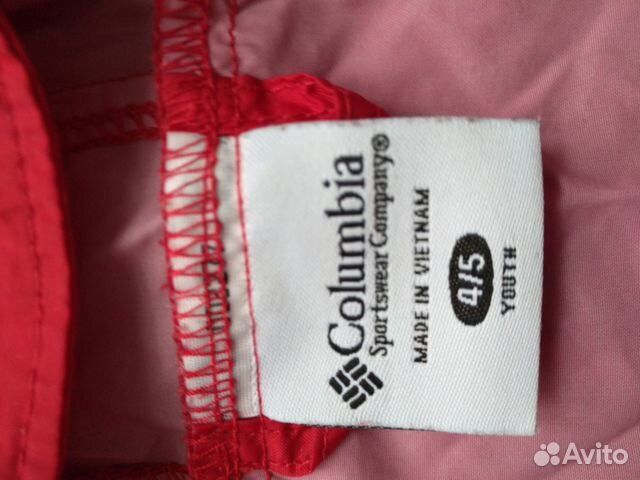 Columbia
Sportswear Company®
MADE IN VIETNAM
4/5
YOUTH
Avito